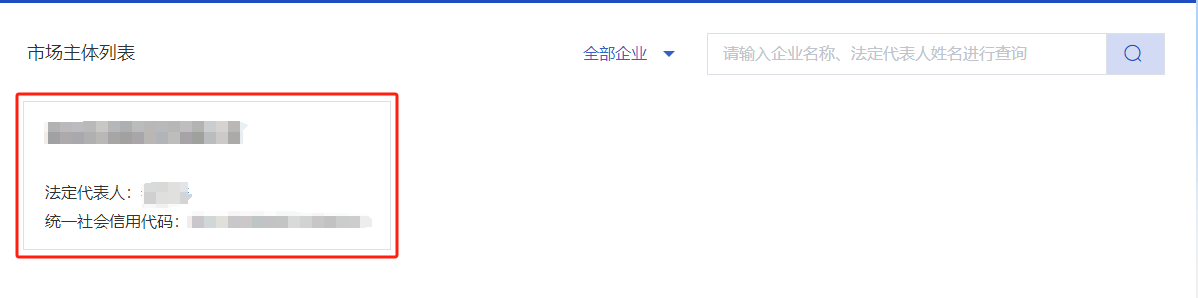 市场主体列表
全部企业
请输入企业名称、法定代表人姓名进行查询
法定代表人：
统一社会信用代码：